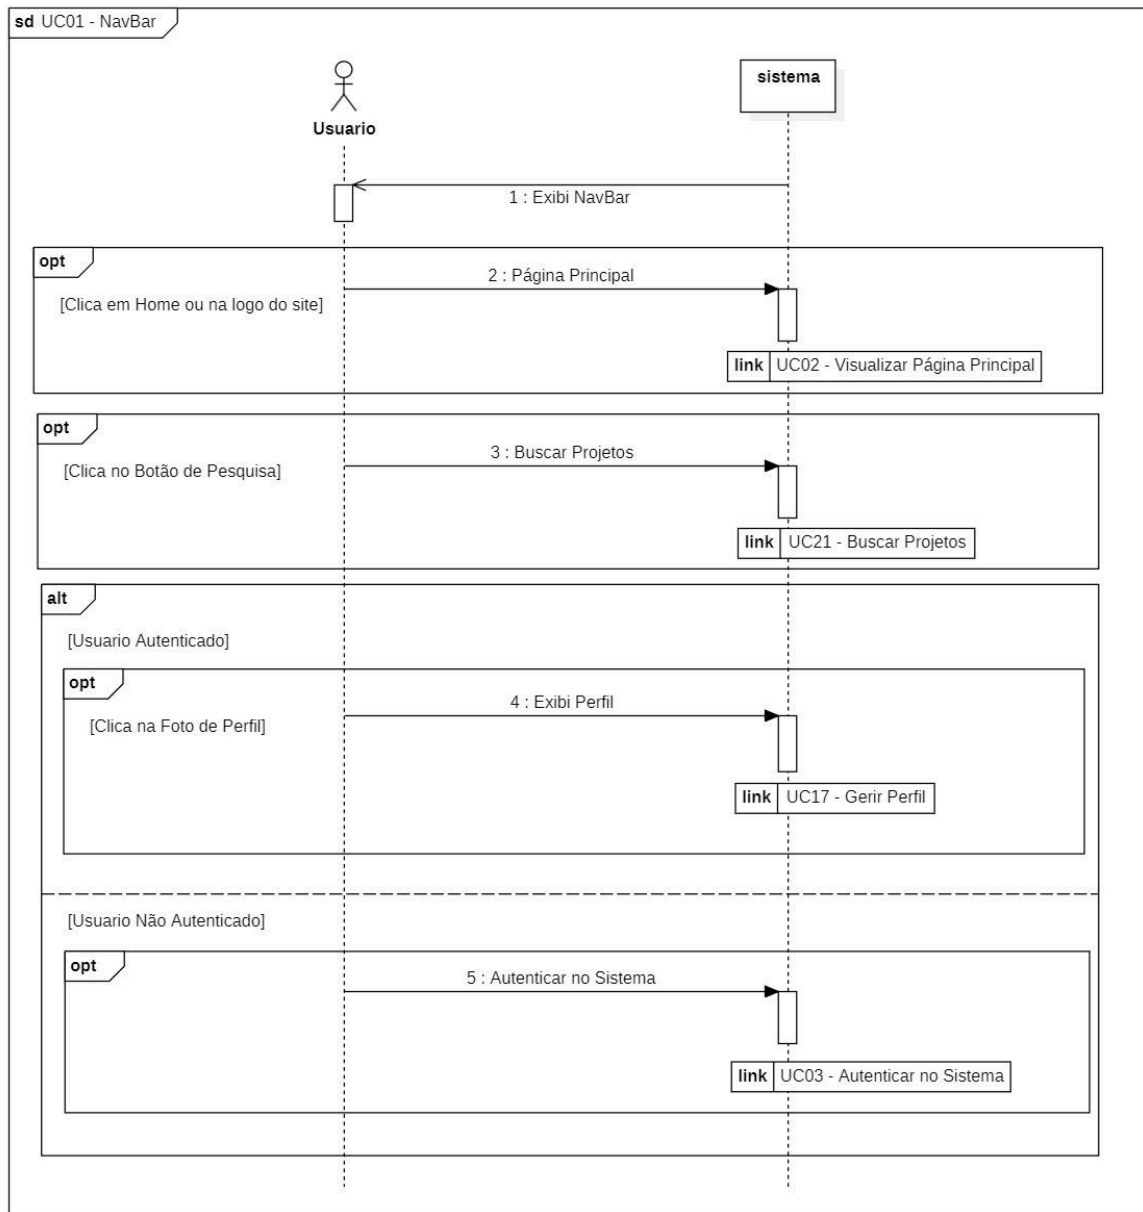 sd UC01 - NavBar
sistema
Usuario
1 : Exibi NavBar
opt
2 : Página Principal
[Clica em Home ou na logo do site]
link UC02 - Visualizar Página Principal
opt
3 : Buscar Projetos
[Clica no Botão de Pesquisa]
link UC21 - Buscar Projetos
alt
[Usuario Autenticado]
opt
4 : Exibi Perfil
[Clica na Foto de Perfil]
link UC17 - Gerir Perfil
[Usuario Não Autenticado]
opt
5 : Autenticar no Sistema
link UC03 - Autenticar no Sistema